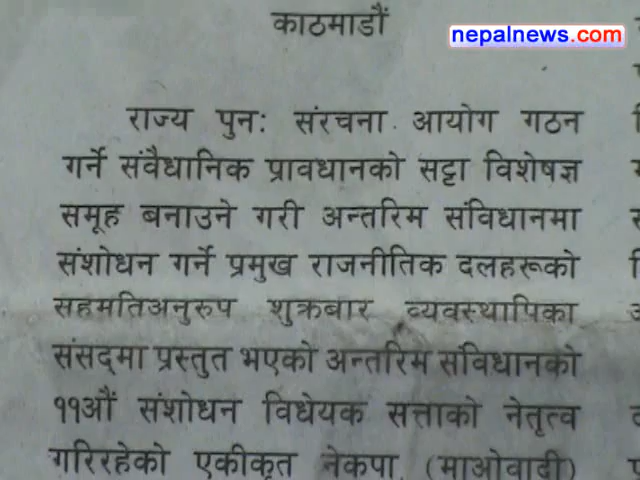 काठमाडौं
nepalnews.com
राज्य पुन: संरचना आयोग गठन
गर्ने संवैधानिक प्रावधानको सट्टा विशेषज्ञ
समूह बनाउने गरी अन्तरिम संविधानमा
संशोधन गर्ने प्रमुख राजनीतिक दलहरूको
सहमतिअनुरुप शुक्रबार व्यवस्थापिका
संसद्मा प्रस्तुत भएको अन्तरिम संविधानको
११औं संशोधन विधेयक सत्ताको नेतृत्व
गरिरहेको एकीकृत नेकपा (माओवादी)